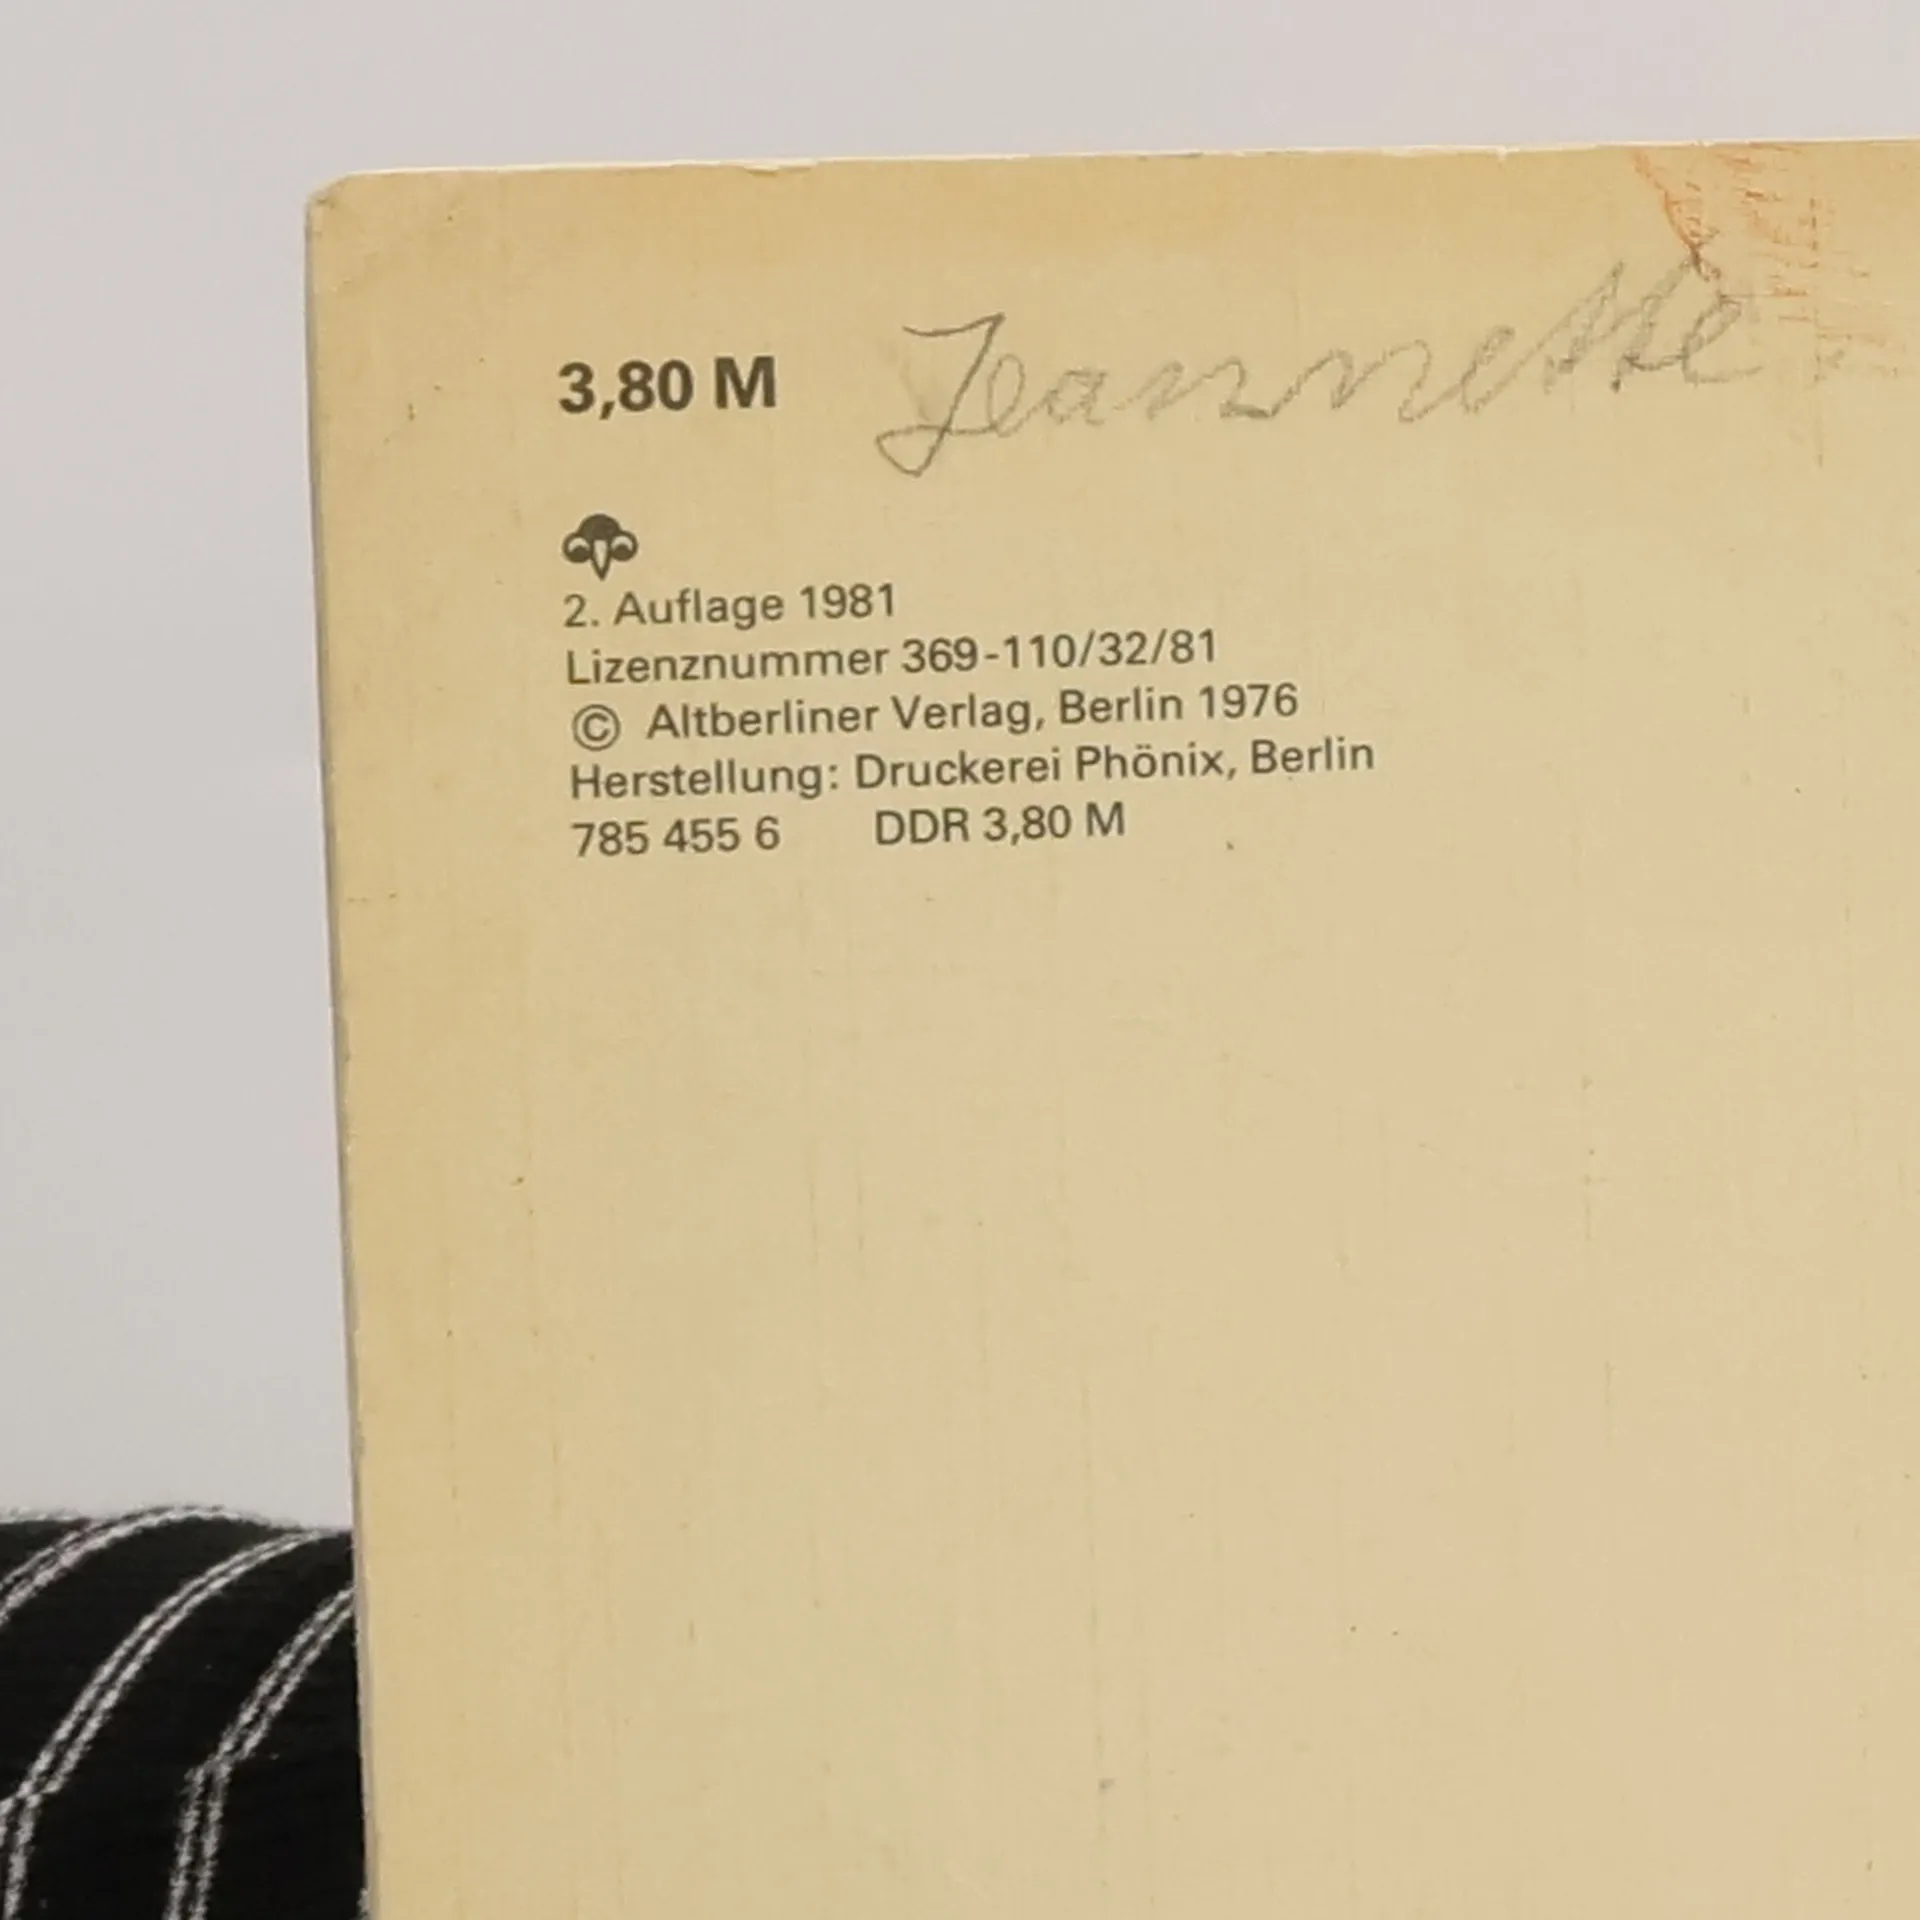 3,80 M Jeannette
2. Auflage 1981
Lizenznummer 369-110/32/81
© Altberliner Verlag, Berlin 1976
Herstellung: Druckerei Phönix, Berlin
785 455 6 DDR 3,80 M